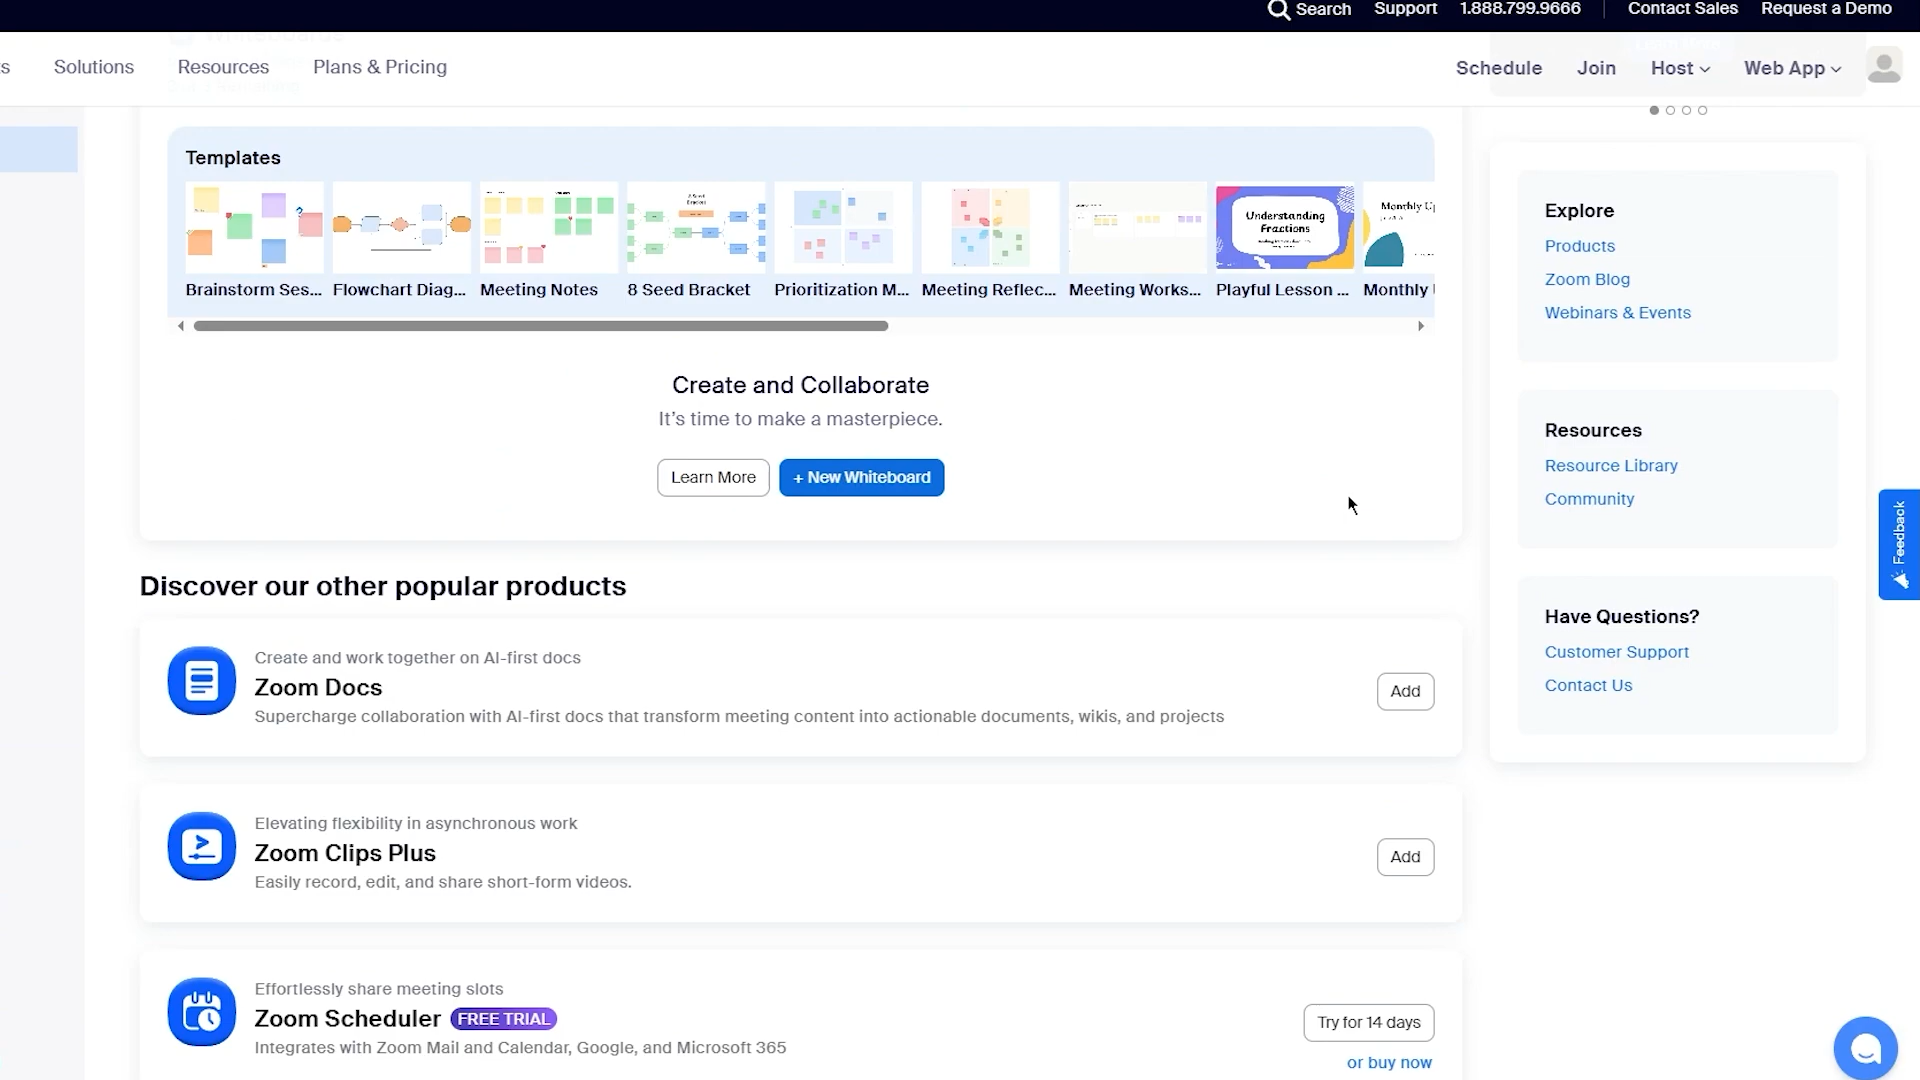 Search Support 1.888.799.9666 Contact Sales Request a Demo
s Solutions Resources Plans & Pricing Schedule Join Host Web App
Templates
Understanding Fractions
Brainstorm Ses... Flowchart Diag... Meeting Notes 8 Seed Bracket Prioritization M... Meeting Reflec... Meeting Works... Playful Lesson ... Monthly
Create and Collaborate
It's time to make a masterpiece.
Learn More + New Whiteboard
Discover our other popular products
Create and work together on AI-first docs
Zoom Docs
Supercharge collaboration with AI-first docs that transform meeting content into actionable documents, wikis, and projects
Add
Elevating flexibility in asynchronous work
Zoom Clips Plus
Easily record, edit, and share short-form videos.
Add
Effortlessly share meeting slots
Zoom Scheduler FREE TRIAL
Integrates with Zoom Mail and Calendar, Google, and Microsoft 365
Try for 14 days
or buy now
Explore
Products
Zoom Blog
Webinars & Events
Resources
Resource Library
Community
Have Questions?
Customer Support
Contact Us
Feedback